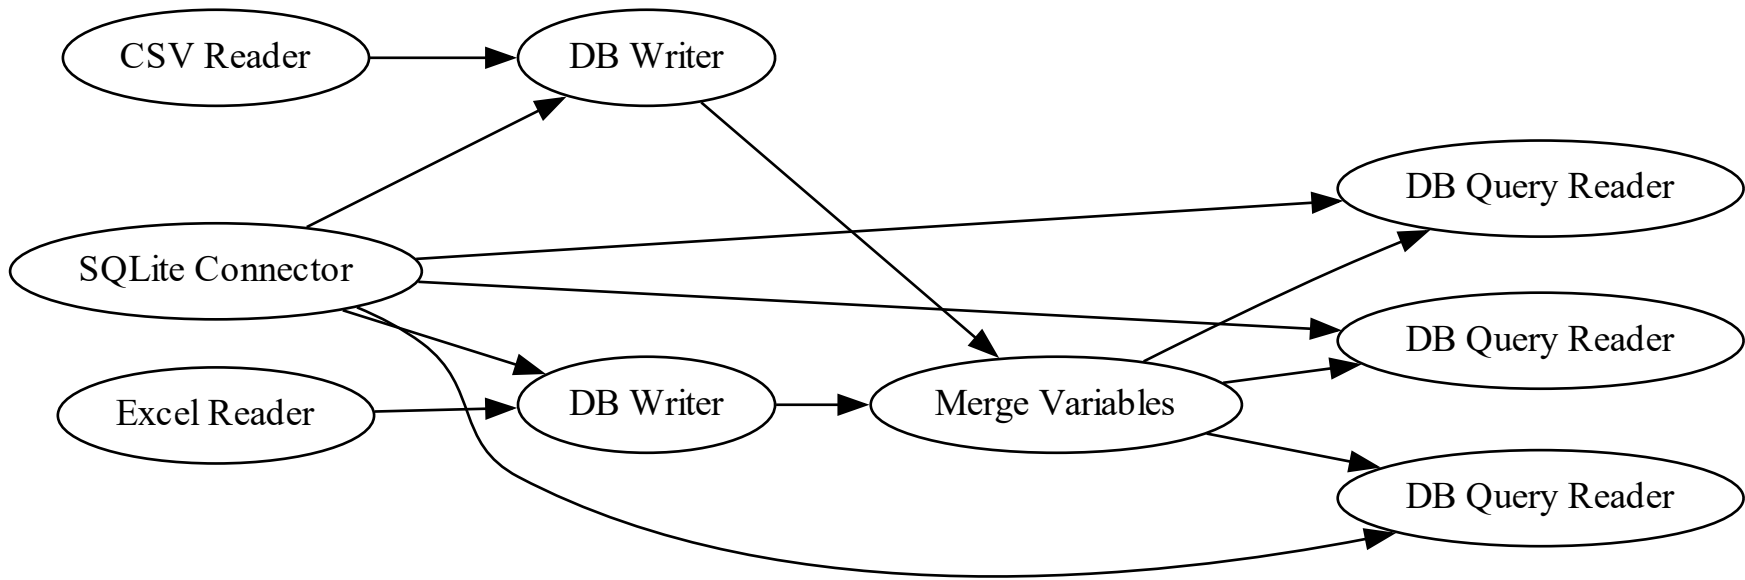 CSV Reader
DB Writer
DB Query Reader
SQLite Connector
DB Query Reader
Excel Reader
DB Writer
Merge Variables
DB Query Reader